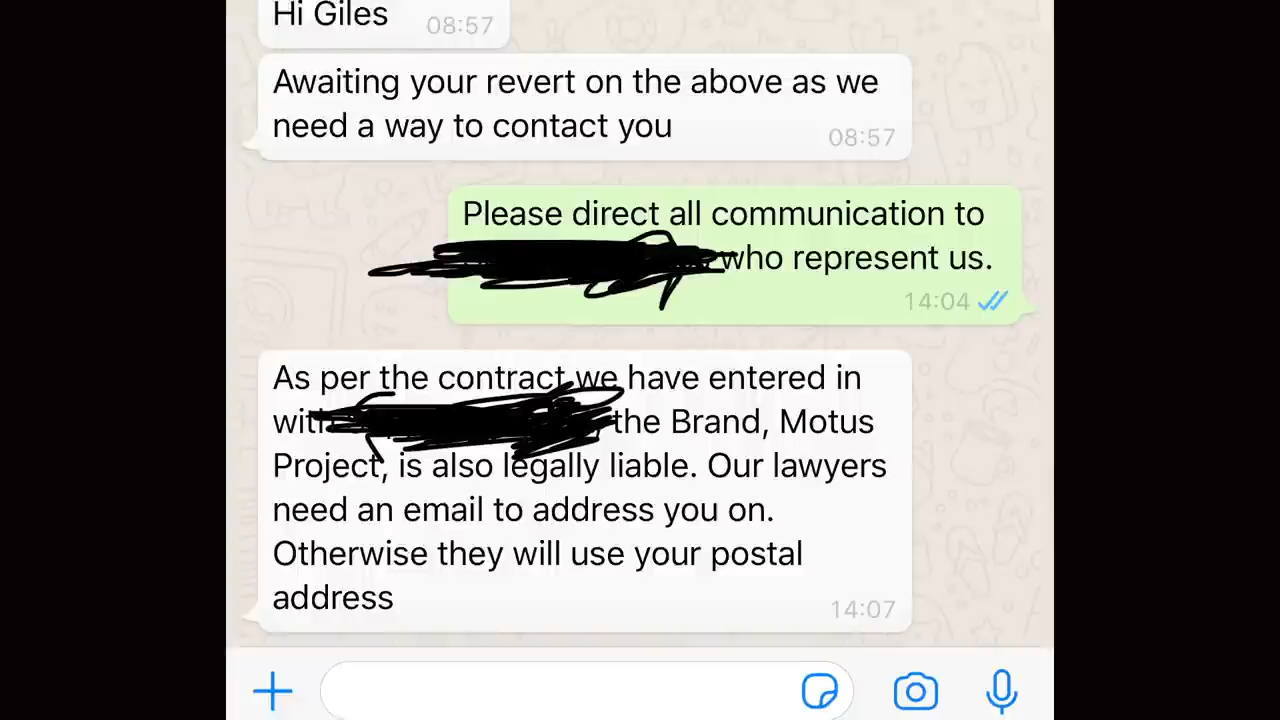 Hi Giles
08:57
Awaiting your revert on the above as we
need a way to contact you
08:57
Please direct all communication to
who represent us.
14:04
As per the contract we have entered in
with the Brand, Motus
Project, is also legally liable. Our lawyers
need an email to address you on.
Otherwise they will use your postal
address
14:07